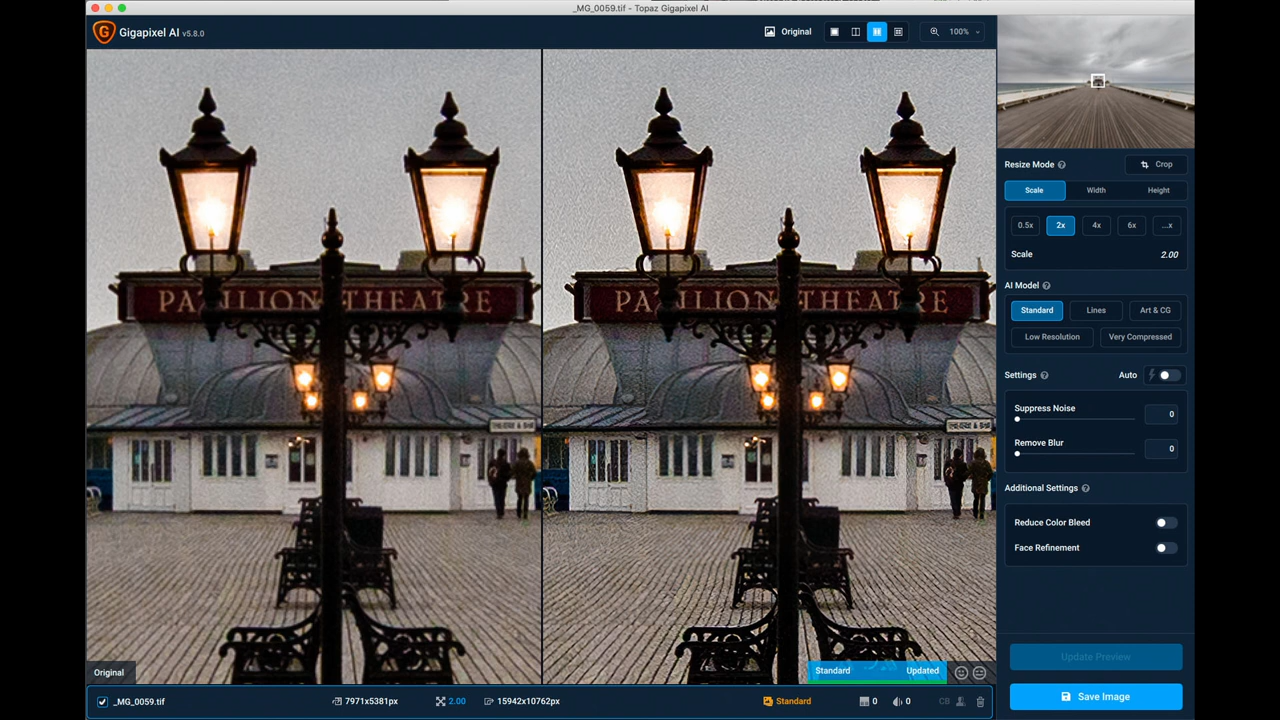 _MG_0059.tif - Topaz Gigapixel AI
Gigapixel AI v5.8.0
Original
100%
PAVILION THEATRE
PAVILION THEATRE
Original
Standard
Updated
Resize Mode
Crop
Scale
Width
Height
0.5x
2x
4x
6x
...x
Scale
2.00
AI Model
Standard
Lines
Art & CG
Low Resolution
Very Compressed
Settings
Auto
Suppress Noise
0
Remove Blur
0
Additional Settings
Reduce Color Bleed
Face Refinement
Update Preview
Save Image
_MG_0059.tif
7971x5381px
2.00
15942x10762px
Standard
0
0
CB